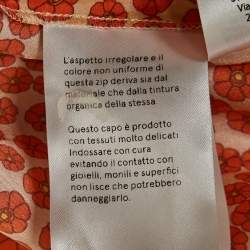 Via
L'aspetto irregolare e il
colore non uniforme di
questa zip deriva sia dal
materiale che dalla tintura
organica della stessa.
Questo capo è prodotto
con tessuti molto delicati
Indossare con cura
evitando il contatto con
gioielli, monili e superfici
non lisce che potrebbero
danneggiarlo.